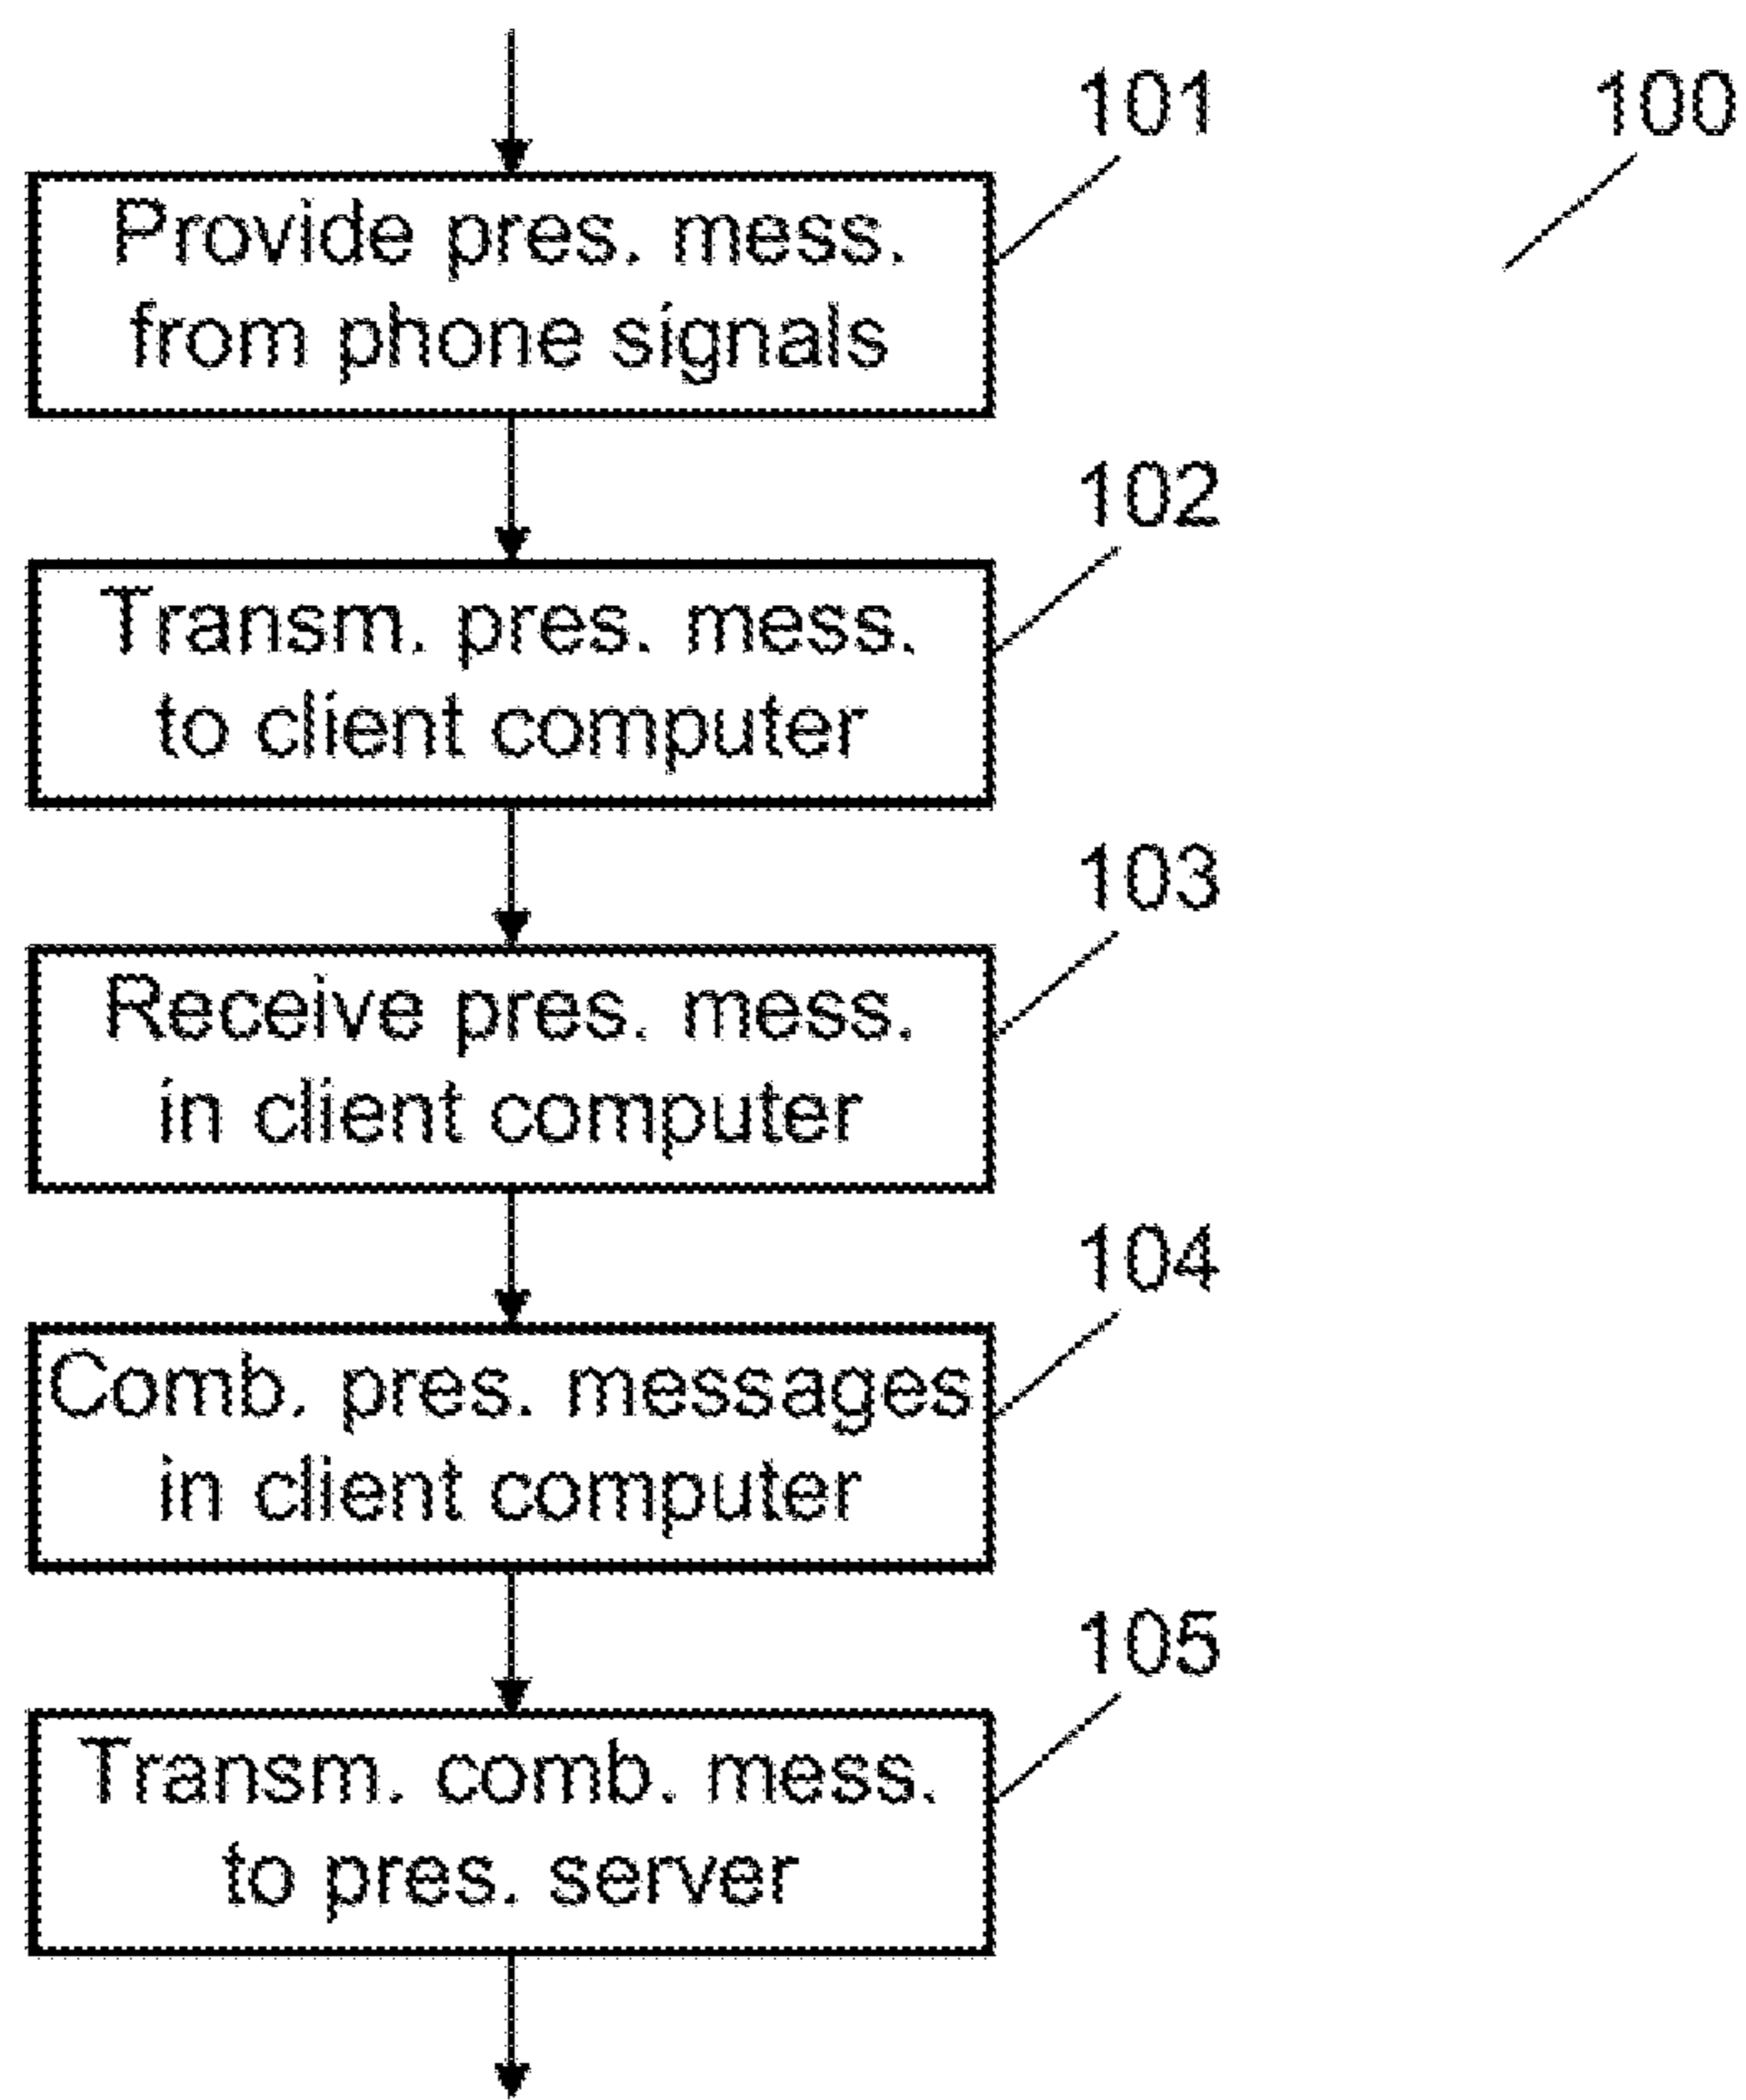 101
100
Provide pres. mess.
from phone signals
102
Transm. pres. mess.
to client computer
103
Receive pres. mess.
in client computer
104
Comb. pres. messages
in client computer
105
Transm. comb. mess.
to pres. server